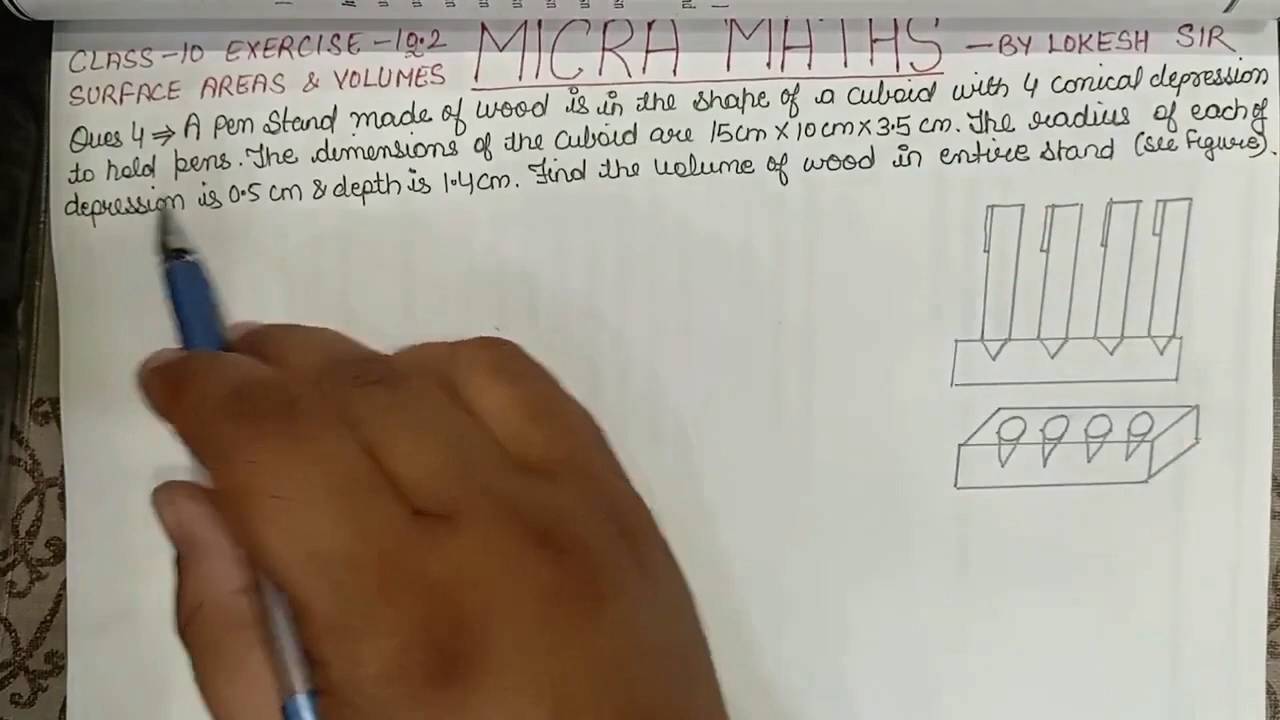 CLASS-10 EXERCISE-12.2 MICRA MATHS -BY LOKESH SIR
SURFACE AREAS & VOLUMES
Ques 4 ⇒ A pen stand made of wood is in the shape of a cuboid with 4 conical depression
to hold pens. The dimensions of the cuboid are 15cm×10cm×3.5cm. The radius of each of
depression is 0.5 cm & depth is 1.4cm. Find the volume of wood in entire stand (see figure).